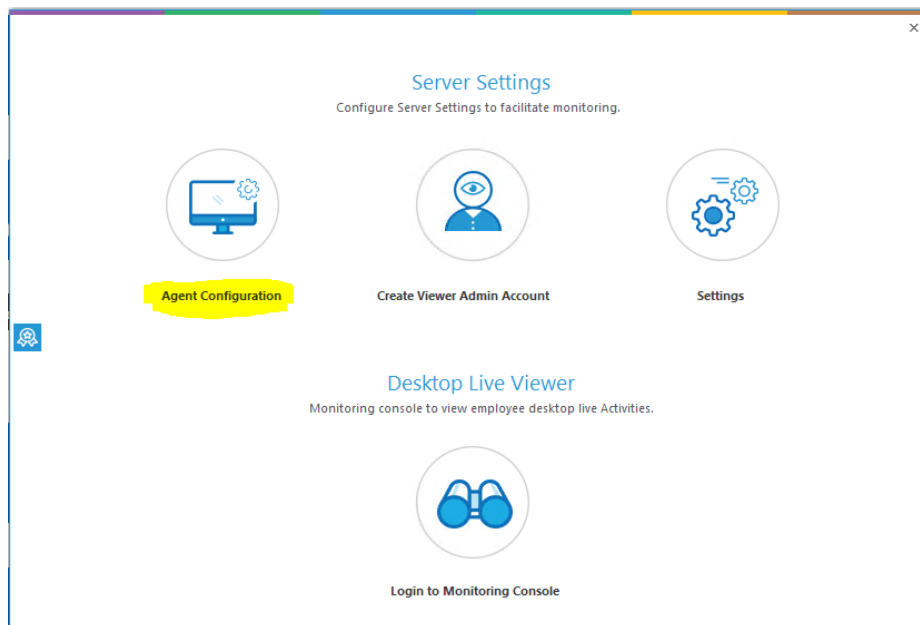 Server Settings
Configure Server Settings to facilitate monitoring.
Agent Configuration
Create Viewer Admin Account
Settings
Desktop Live Viewer
Monitoring console to view employee desktop live Activities.
Login to Monitoring Console